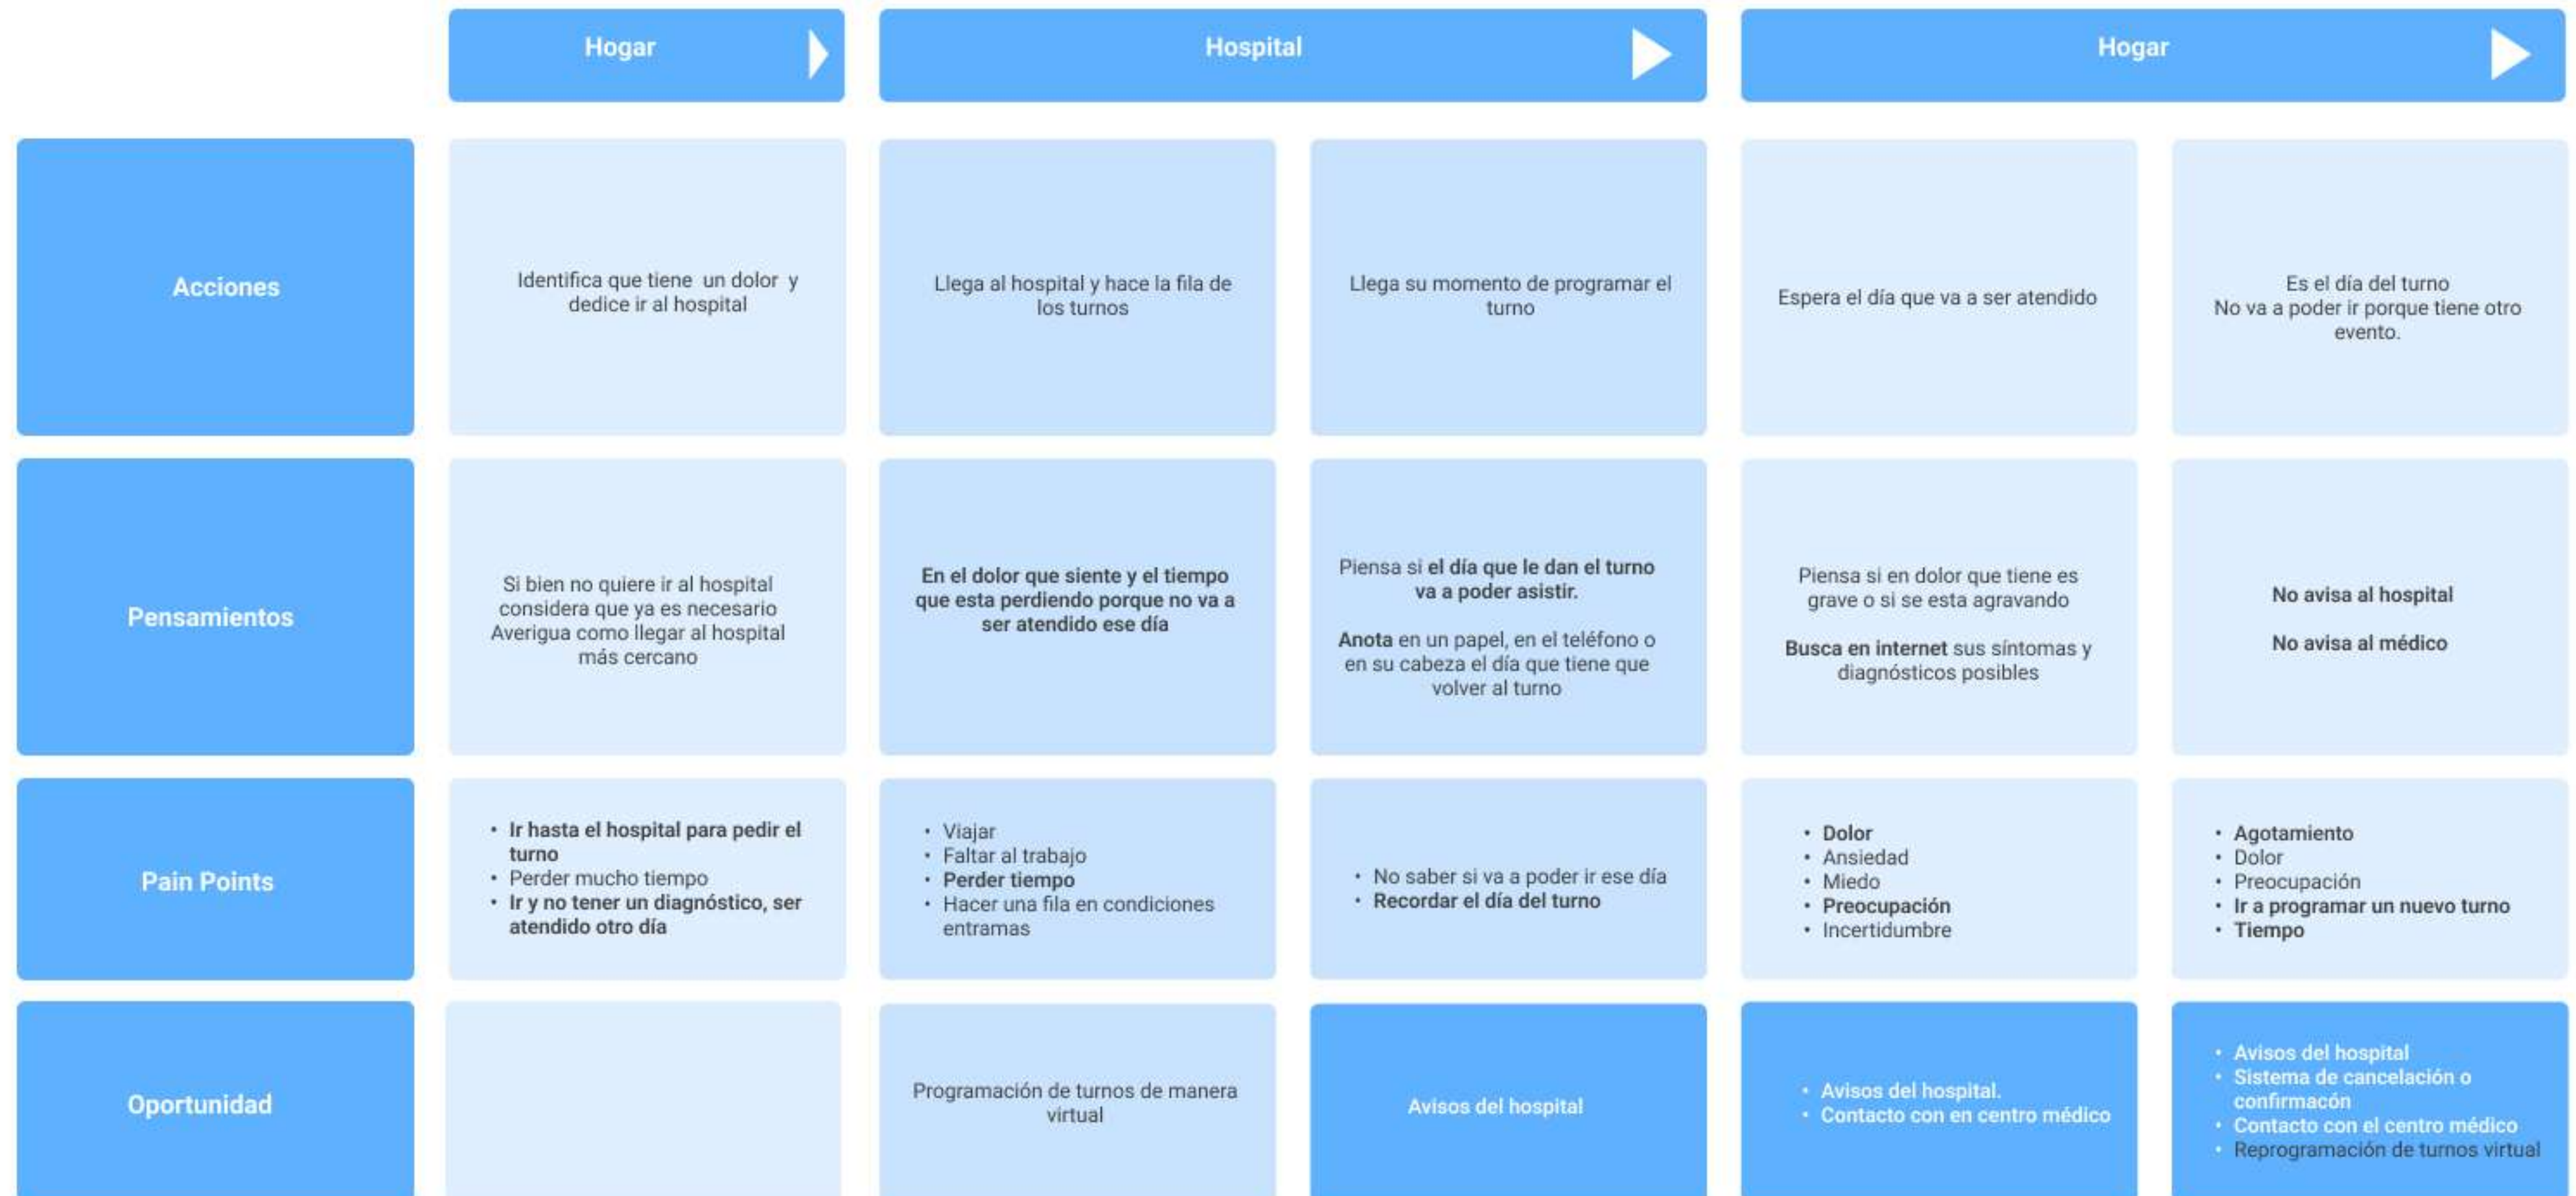 Hogar
Hospital
Hogar
Acciones
Identifica que tiene un dolor y
dedice ir al hospital
Llega al hospital y hace la fila de
los turnos
Llega su momento de programar el
turno
Espera el día que va a ser atendido
Es el día del turno
No va a poder ir porque tiene otro
evento.
Pensamientos
Si bien no quiere ir al hospital
considera que ya es necesario
Averigua como llegar al hospital
más cercano
En el dolor que siente y el tiempo
que esta perdiendo porque no va a
ser atendido ese día
Piensa si el día que le dan el turno
va a poder asistir.
Anota en un papel, en el teléfono o
en su cabeza el día que tiene que
volver al turno
Piensa si en dolor que tiene es
grave o si se esta agravando
Busca en internet sus síntomas y
diagnósticos posibles
No avisa al hospital
No avisa al médico
Pain Points
• Ir hasta el hospital para pedir el
turno
• Perder mucho tiempo
• Ir y no tener un diagnóstico, ser
atendido otro día
• Viajar
• Faltar al trabajo
• Perder tiempo
• Hacer una fila en condiciones
entramas
• No saber si va a poder ir ese día
• Recordar el día del turno
• Dolor
• Ansiedad
• Miedo
• Preocupación
• Incertidumbre
• Agotamiento
• Dolor
• Preocupación
• Ir a programar un nuevo turno
• Tiempo
Oportunidad
Programación de turnos de manera
virtual
Avisos del hospital
• Avisos del hospital.
• Contacto con en centro médico
• Avisos del hospital
• Sistema de cancelación o
confirmacón
• Contacto con el centro médico
• Reprogramación de turnos virtual